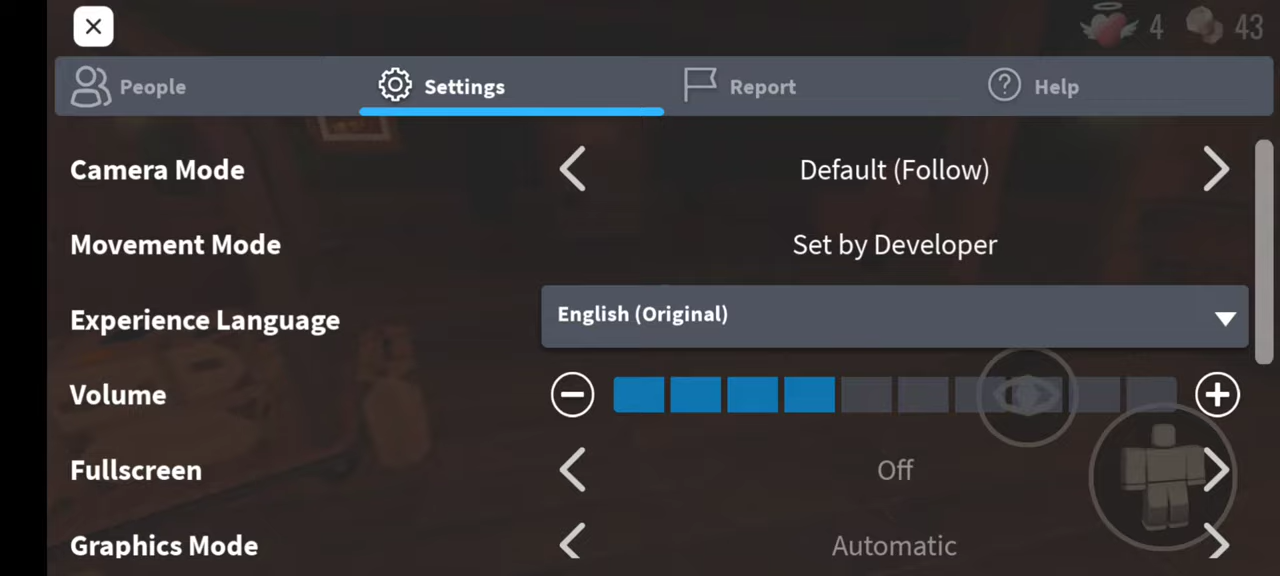 4 43
People Settings Report Help
Camera Mode Default (Follow)
Movement Mode Set by Developer
Experience Language English (Original)
Volume
Fullscreen Off
Graphics Mode Automatic